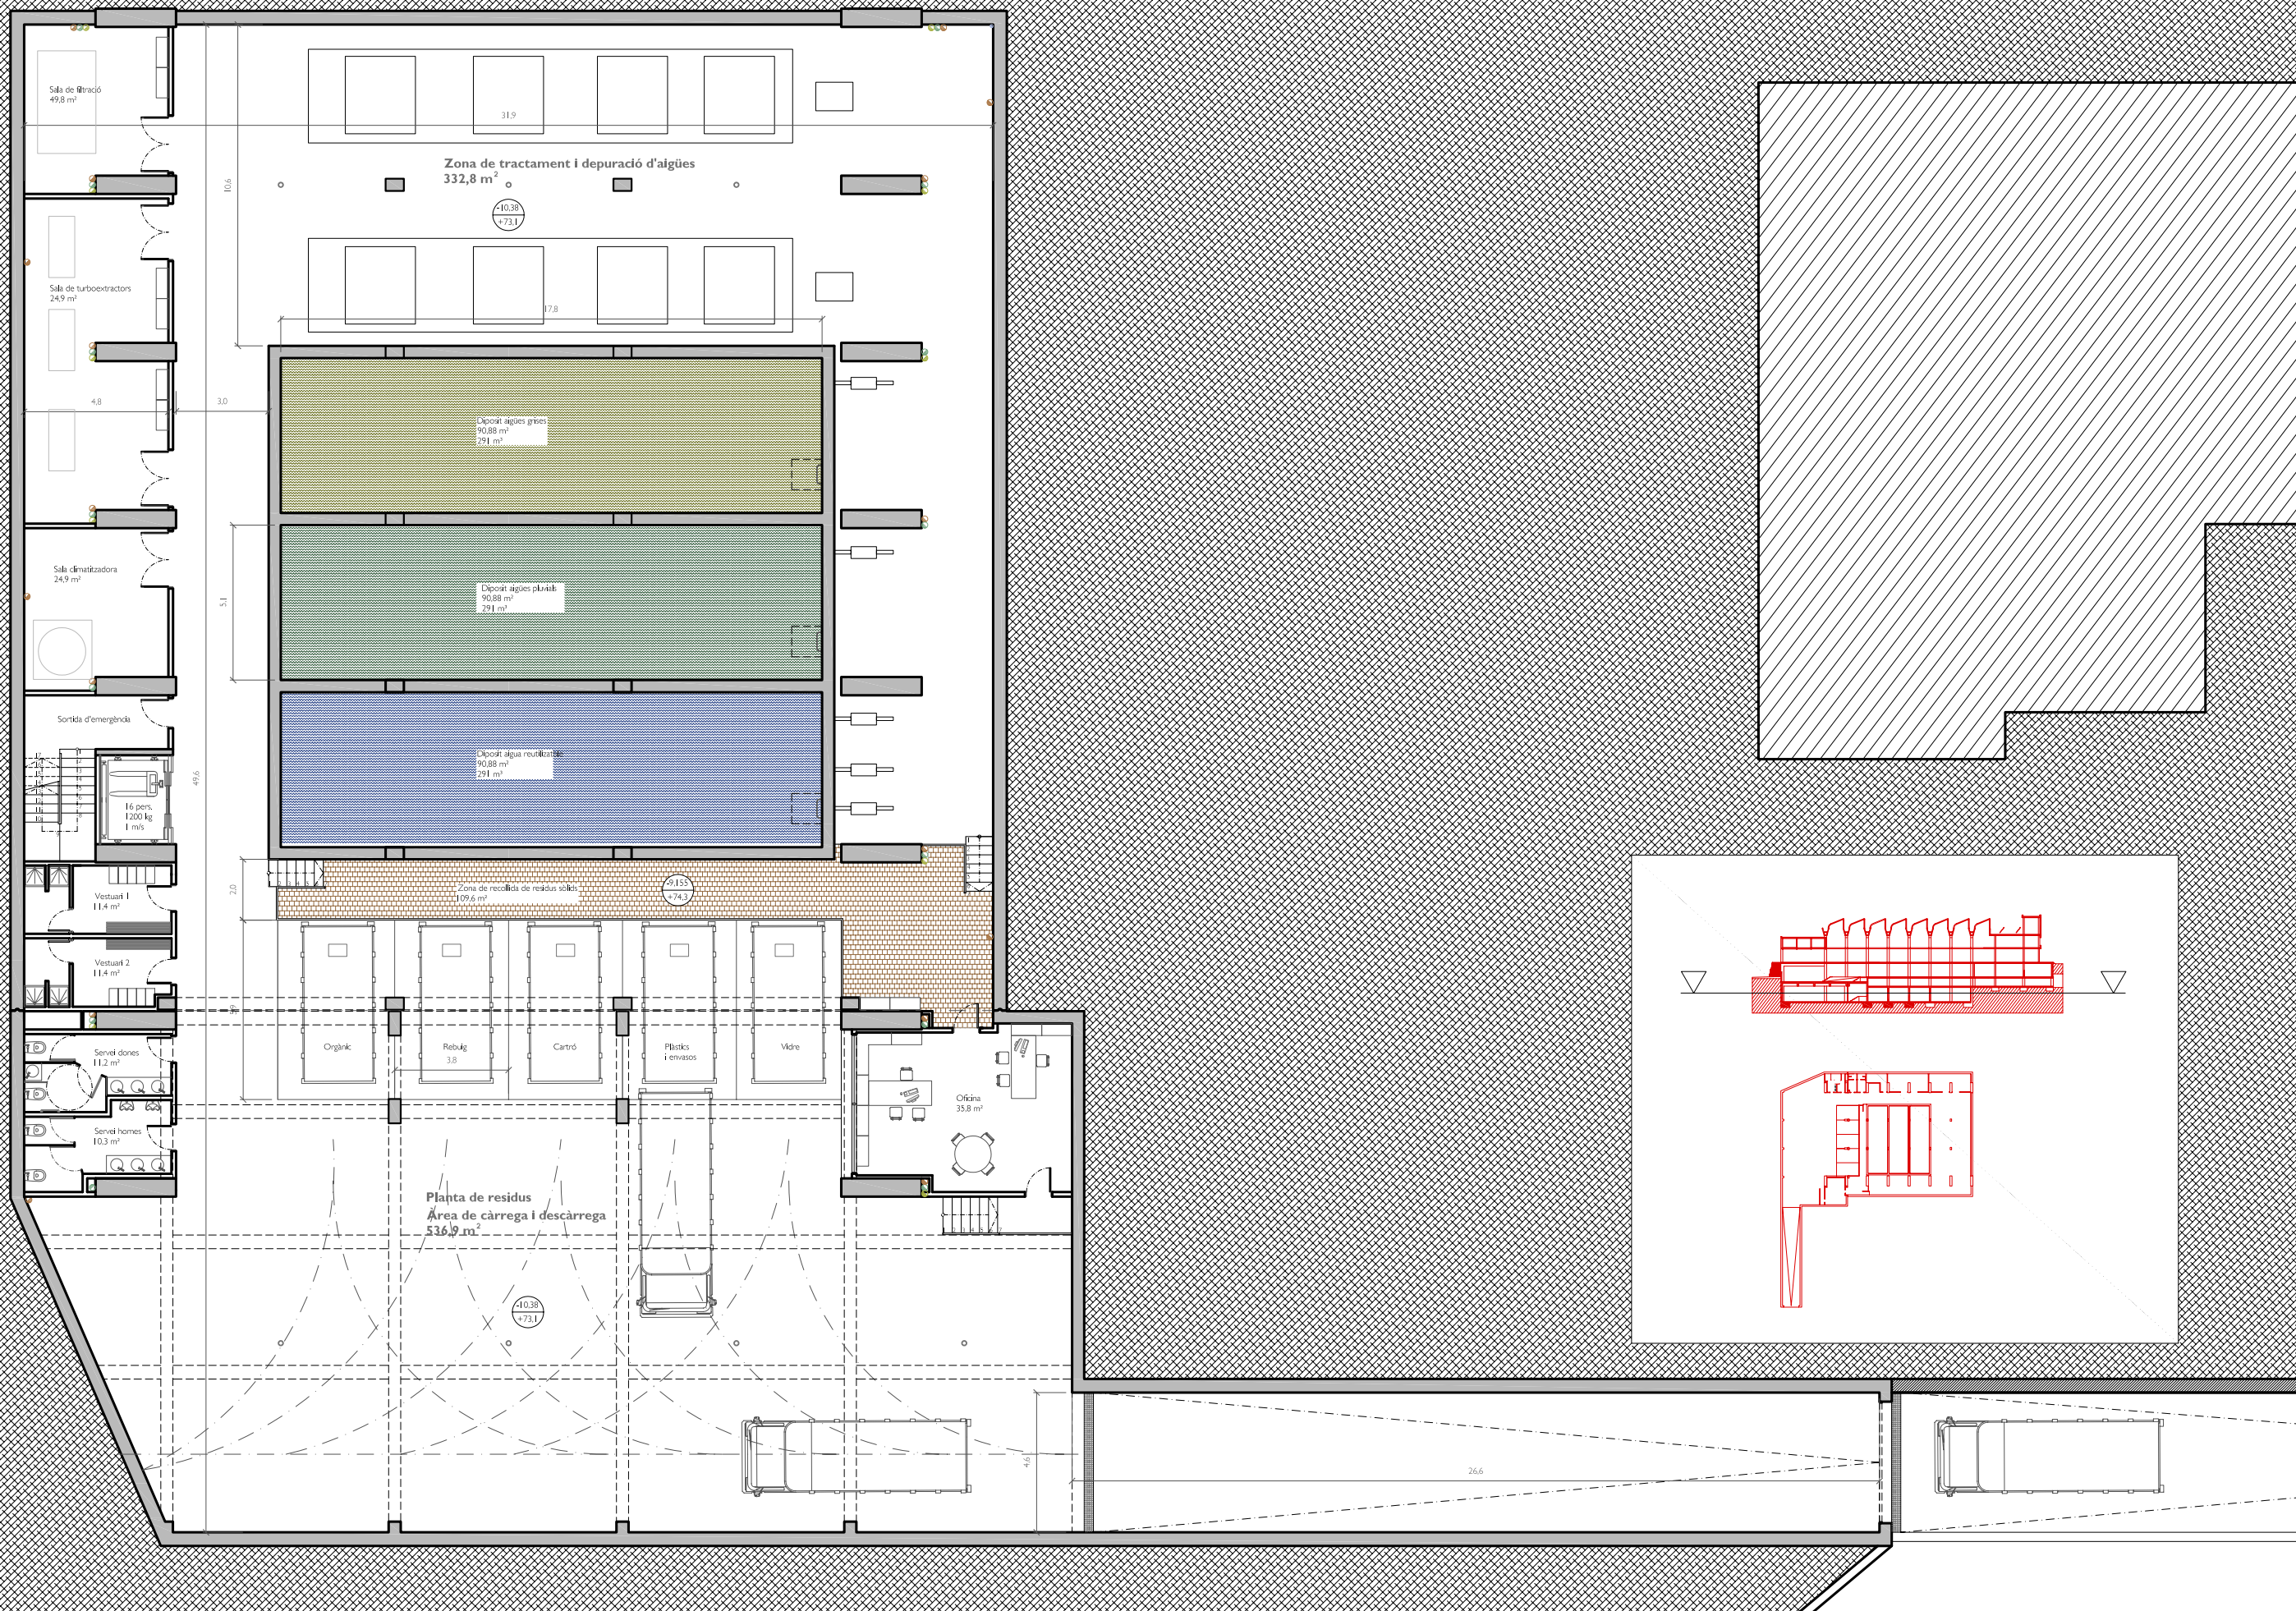 Sala de filtració
49,8 m²
31,9
Zona de tractament i depuració d'aigües
332,8 m²
10,6
-10,38
+73,1
Sala de turboextractors
24,9 m²
17,8
4,8
3,0
Diposit aigües grises
90,88 m²
291 m³
Sala climatitzadora
24,9 m²
5,1
Diposit aigües pluvials
90,88 m²
291 m³
Sortida d'emergència
Diposit aigua reutilitzable
90,88 m²
291 m³
49,6
16 pers.
1200 kg
1 m/s
2,0
Zona de recollida de residus sòlids
109,6 m²
-9,155
+74,3
Vestuari 1
11,4 m²
Vestuari 2
11,4 m²
Servei dones
11,2 m²
Orgànic
Rebuig
3,8
Cartró
Plàstics
i envasos
Vidre
Oficina
35,8 m²
Servei homes
10,3 m²
Planta de residus
Àrea de càrrega i descàrrega
536,9 m²
-10,38
+73,1
4,6
26,6